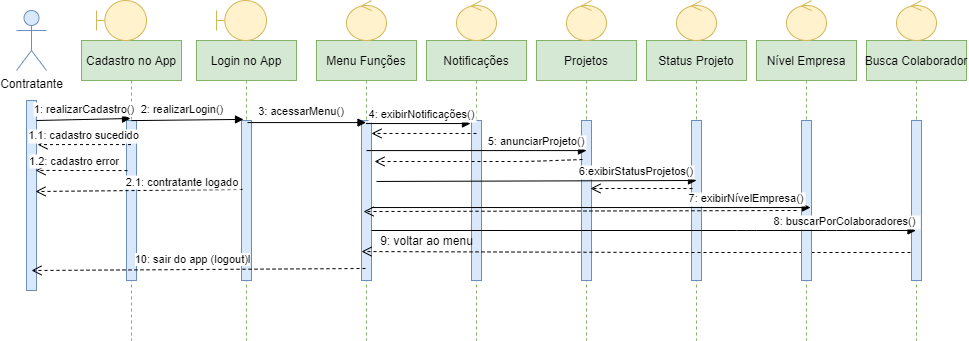 Contratante
Cadastro no App
Login no App
Menu Funções
Notificações
Projetos
Status Projeto
Nível Empresa
Busca Colaborador
1: realizarCadastro()
2: realizarLogin()
3: acessarMenu()
4: exibirNotificações()
1.1: cadastro sucedido
5: anunciarProjeto()
1.2: cadastro error
6:exibirStatusProjetos()
2.1: contratante logado
7: exibirNívelEmpresa()
8: buscarPorColaboradores()
9: voltar ao menu
10: sair do app (logout)l